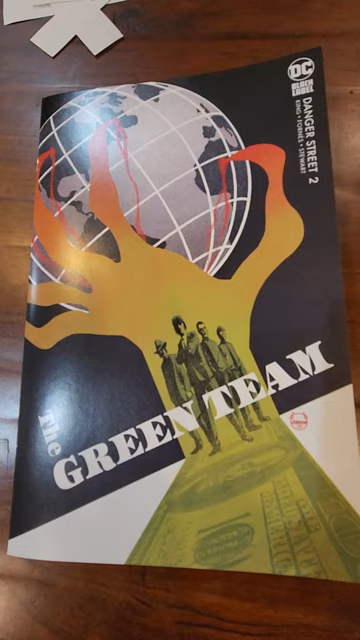 DC
BLACK
LABEL
DANGER STREET 2
KING • FORNÉS • STEWART
The
GREEN TEAM